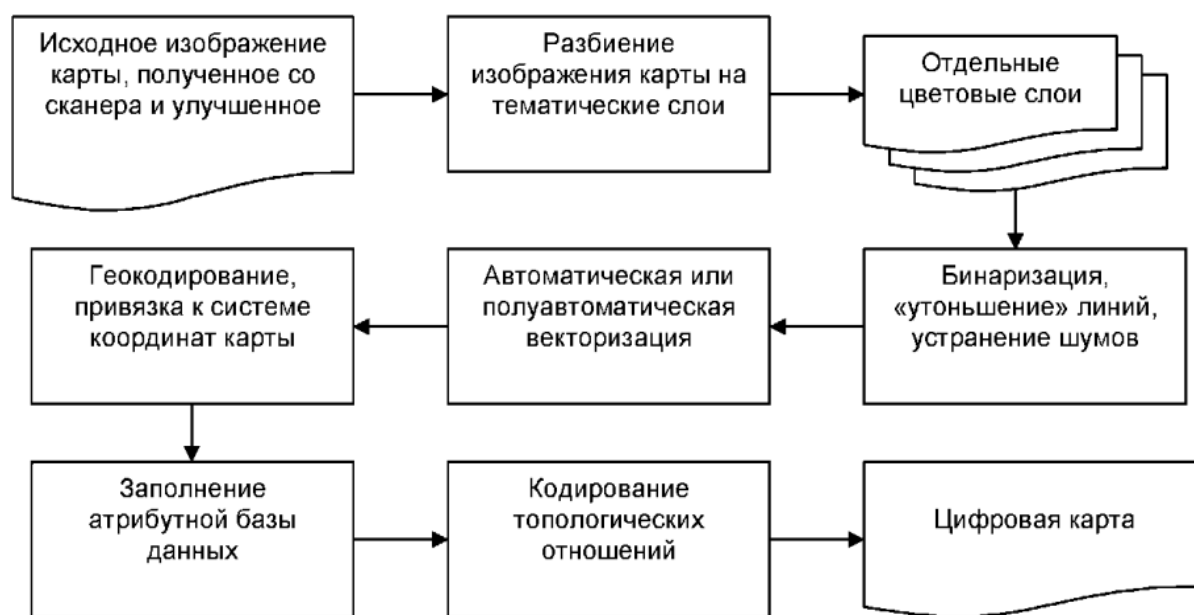 Исходное изображение
карты, полученное со
сканера и улучшенное
Разбиение
изображения карты на
тематические слои
Отдельные
цветовые слои
Бинаризация,
«утоньшение» линий,
устранение шумов
Автоматическая или
полуавтоматическая
векторизация
Геокодирование,
привязка к системе
координат карты
Заполнение
атрибутной базы
данных
Кодирование
топологических
отношений
Цифровая карта